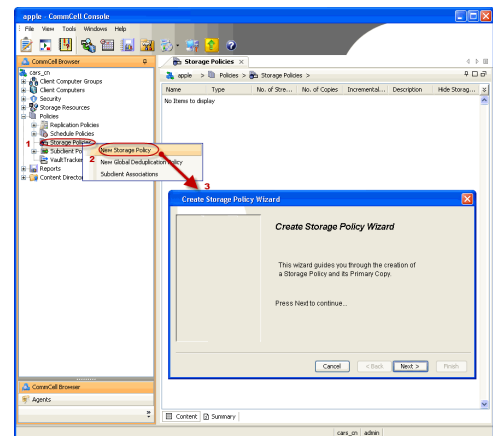 apple - CommCell Console
File View Tools Windows Help
CommCell Browser
cars_cn
Client Computer Groups
Client Computers
Security
Storage Resources
Policies
Replication Policies
Schedule Policies
1 Storage Policies
Subclient Po
VaultTracker
Reports
Content Director
2 New Storage Policy
New Global Deduplication Policy
Subclient Associations
Storage Policies
apple > Policies > Storage Policies >
Name Type No. of Stre... No. of Copies Incremental... Description Hide Storag...
No Items to display
3
Create Storage Policy Wizard
Create Storage Policy Wizard
This wizard guides you through the creation of
a Storage Policy and its Primary Copy.
Press Next to continue...
Cancel < Back Next > Finish
CommCell Browser
Agents
Content Summary
cars_cn admin